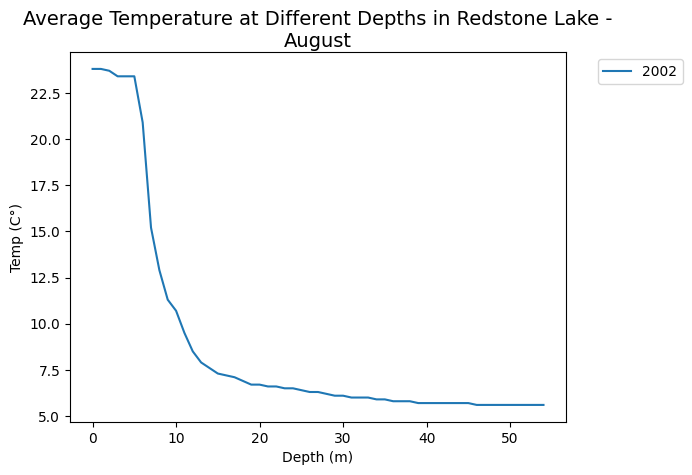 Average Temperature at Different Depths in Redstone Lake -
August
2002
22.5
20.0
17.5
15.0
12.5
10.0
7.5
5.0
Temp (C°)
0 10 20 30 40 50
Depth (m)